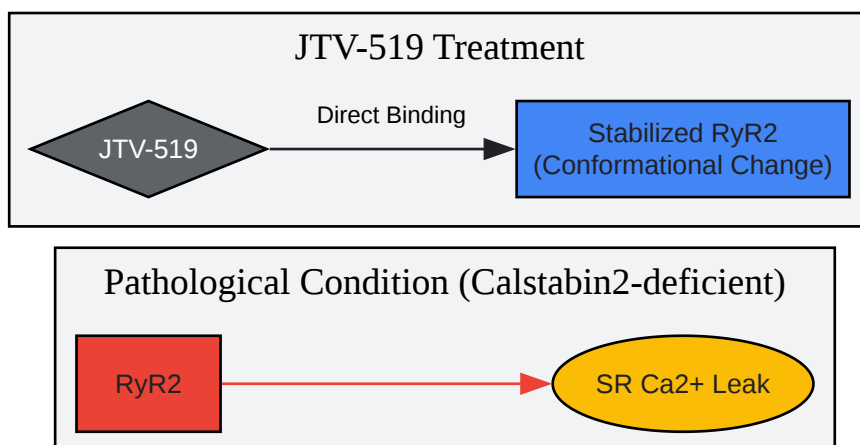 JTV-519 Treatment
JTV-519
Direct Binding
Stabilized RyR2
(Conformational Change)
Pathological Condition (Calstabin2-deficient)
RyR2
SR Ca2+ Leak